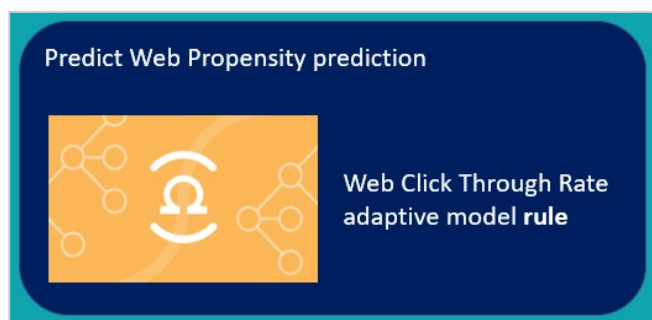 Predict Web Propensity prediction
Web Click Through Rate
adaptive model rule